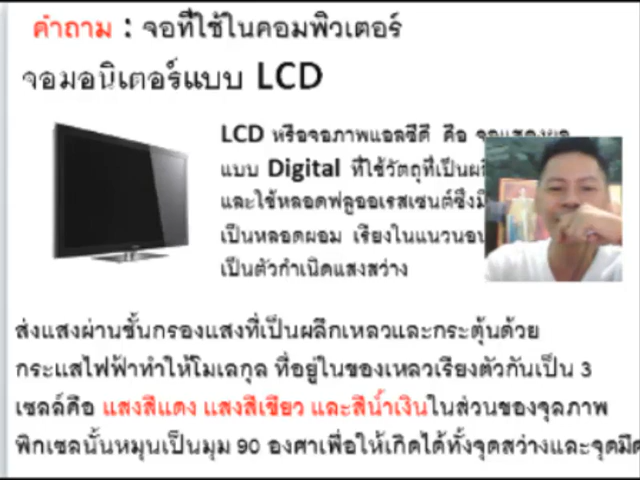 คำถาม : จอที่ใช้ในคอมพิวเตอร์
จอมอนิเตอร์แบบ LCD
LCD หรือจอภาพแอลซีดี คือ จอแสดงผล
แบบ Digital ที่ใช้วัตถุที่เป็น
และใช้หลอดฟลูออเรสเซนต์ซึ่ง
เป็นหลอดผอม เรียงในแนวนอน
เป็นตัวกำเนิดแสงสว่าง
ส่งแสงผ่านชั้นกรองแสงที่เป็นผลึกเหลวและกระตุ้นด้วย
กระแสไฟฟ้าทำให้โมเลกุล ที่อยู่ในของเหลวเรียงตัวกันเป็น 3
เซลล์คือ แสงสีแดง แสงสีเขียว และสีน้ำเงินในส่วนของจุลภาพ
พิกเซลนั้นหมุนเป็นมุม 90 องศาเพื่อให้เกิดได้ทั้งจุดสว่างและจุดมืด